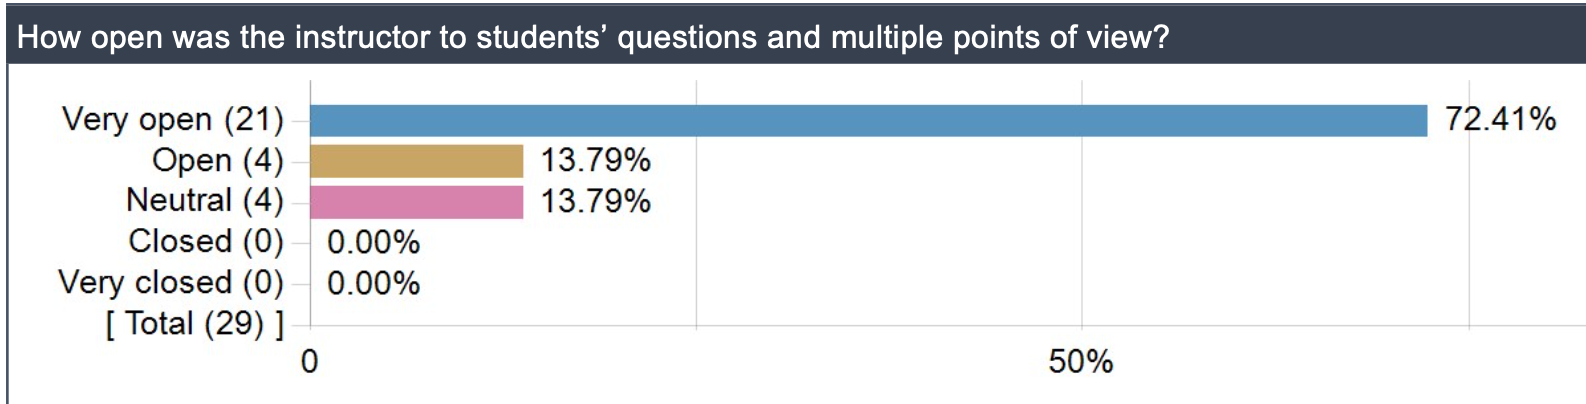 How open was the instructor to students’ questions and multiple points of view?
Very open (21) 72.41%
Open (4) 13.79%
Neutral (4) 13.79%
Closed (0) 0.00%
Very closed (0) 0.00%
[ Total (29) ]
0 50%